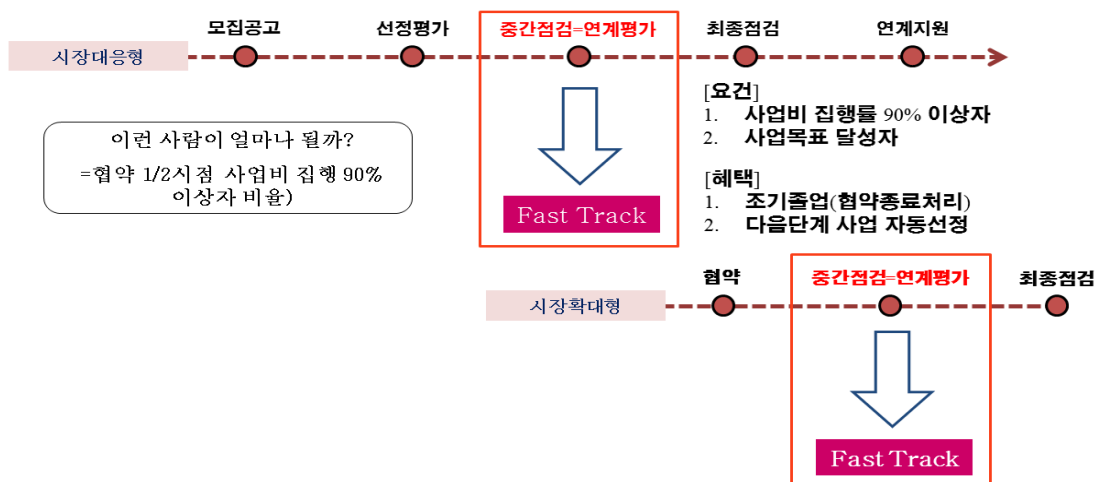 모집공고
선정평가
중간점검=연계평가
최종점검
연계지원
시장대응형
[요건]
1. 사업비 집행률 90% 이상자
2. 사업목표 달성자
이런 사람이 얼마나 될까?
=협약 1/2시점 사업비 집행 90%
이상자 비율)
[혜택]
1. 조기졸업(협약종료처리)
2. 다음단계 사업 자동선정
Fast Track
협약
중간점검=연계평가
최종점검
시장확대형
Fast Track